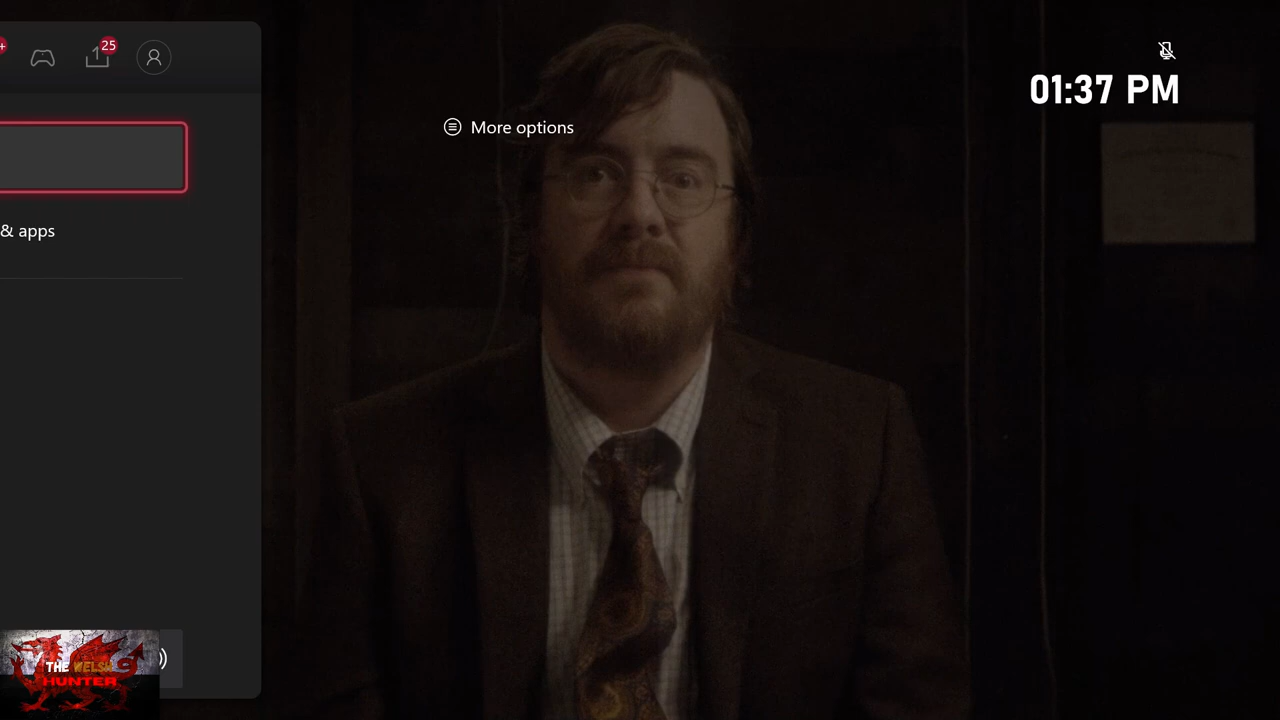 +
25
01:37 PM
More options
& apps
THE WELSH
HUNTER